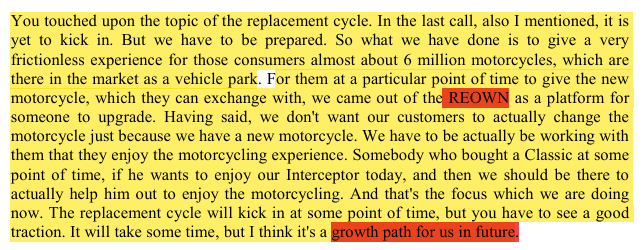 You touched upon the topic of the replacement cycle. In the last call, also I mentioned, it is
yet to kick in. But we have to be prepared. So what we have done is to give a very
frictionless experience for those consumers almost about 6 million motorcycles, which are
there in the market as a vehicle park. For them at a particular point of time to give the new
motorcycle, which they can exchange with, we came out of the REOWN as a platform for
someone to upgrade. Having said, we don't want our customers to actually change the
motorcycle just because we have a new motorcycle. We have to be actually be working with
them that they enjoy the motorcycling experience. Somebody who bought a Classic at some
point of time, if he wants to enjoy our Interceptor today, and then we should be there to
actually help him out to enjoy the motorcycling. And that's the focus which we are doing
now. The replacement cycle will kick in at some point of time, but you have to see a good
traction. It will take some time, but I think it's a growth path for us in future.